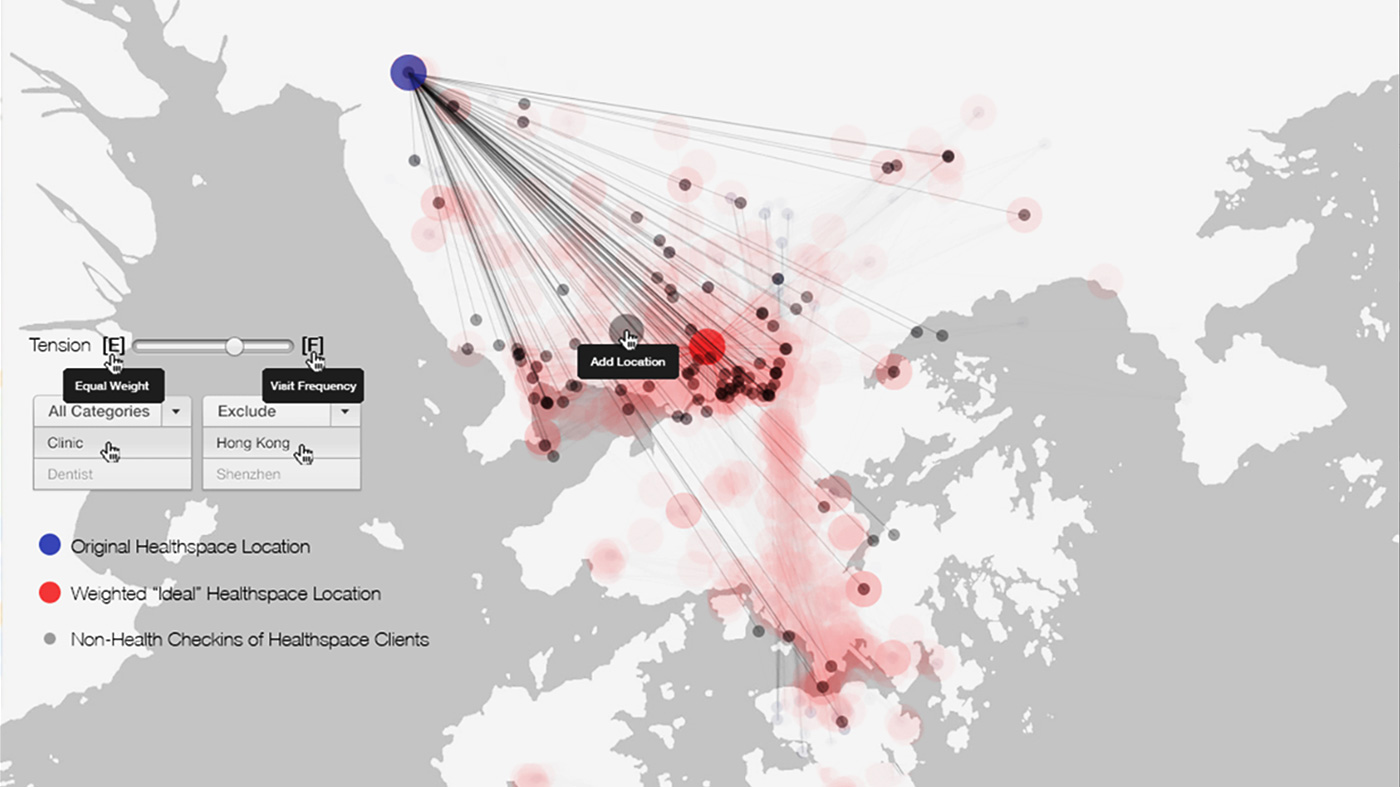 Tension [E] [F]
Equal Weight
Visit Frequency
All Categories
Exclude
Clinic
Hong Kong
Dentist
Shenzhen
Add Location
Original Healthspace Location
Weighted “Ideal” Healthspace Location
Non-Health Checkins of Healthspace Clients